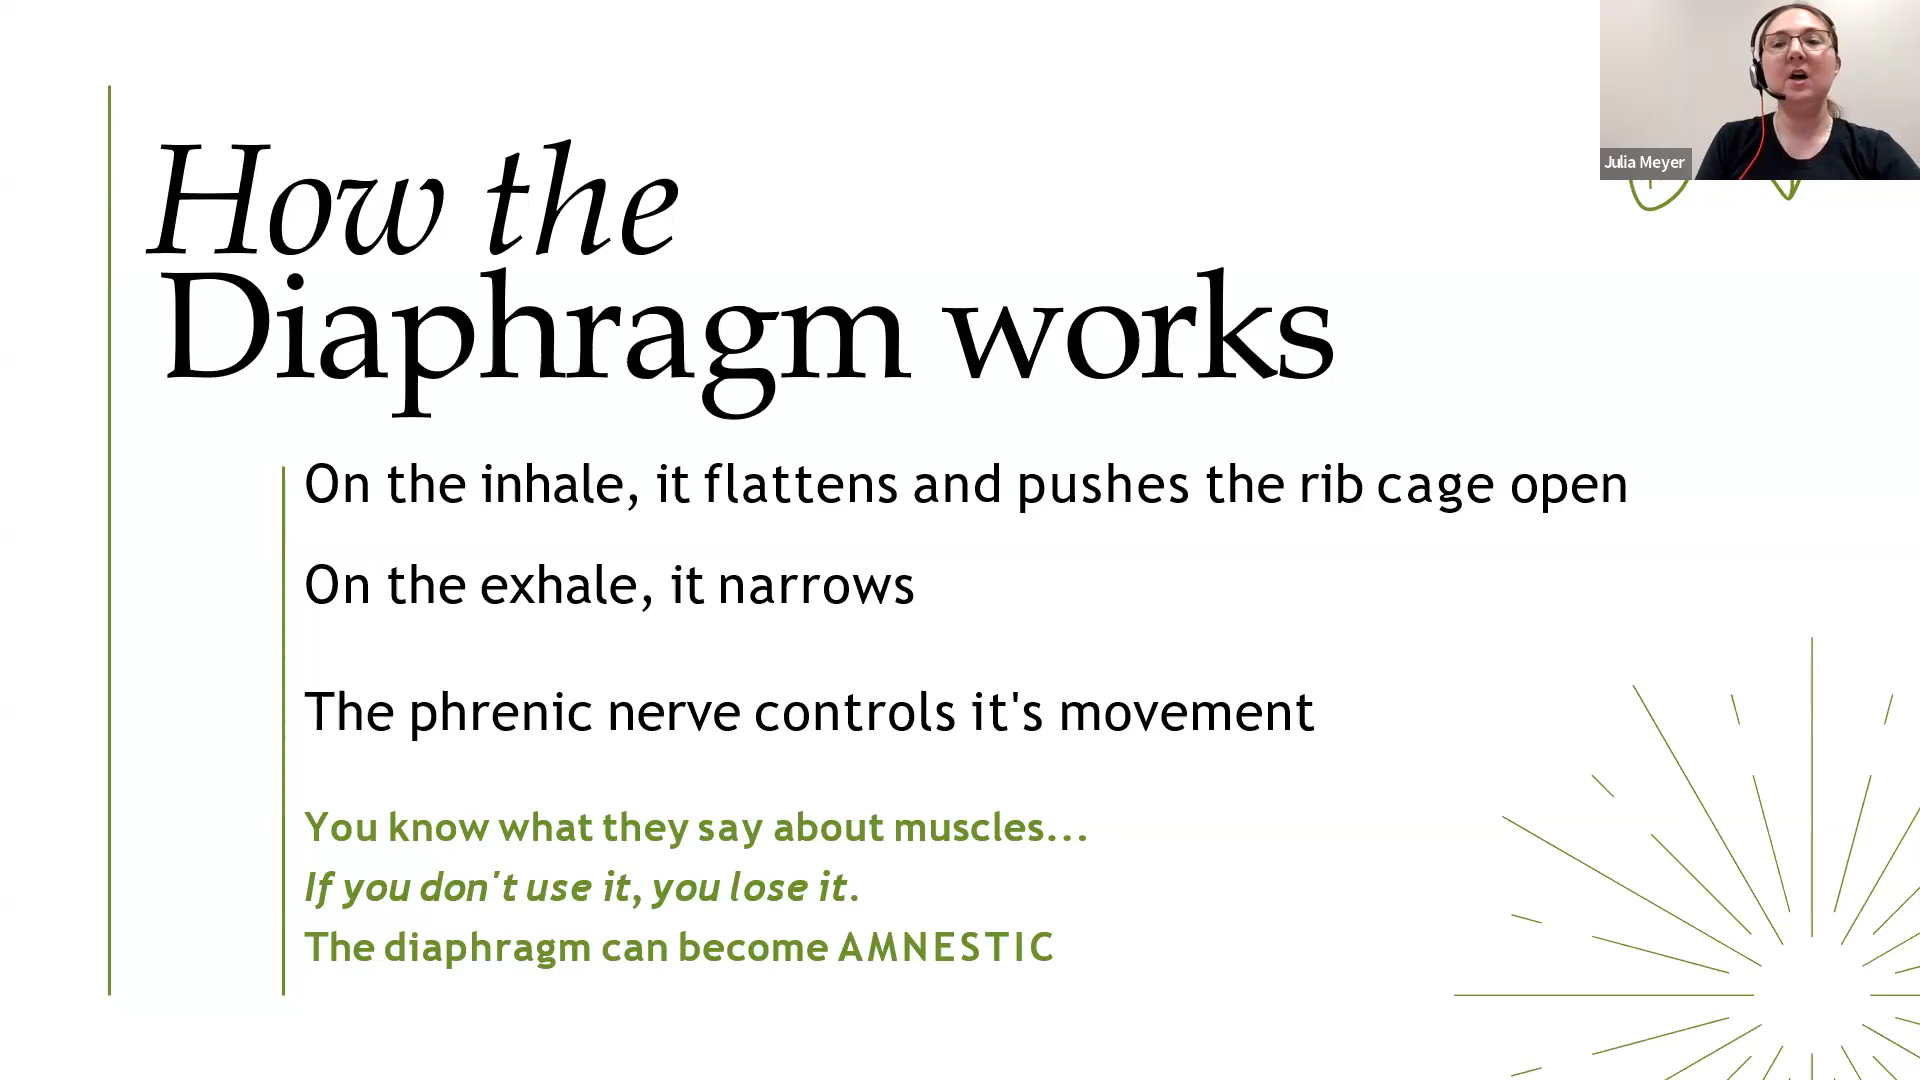 How the
Diaphragm works
On the inhale, it flattens and pushes the rib cage open
On the exhale, it narrows
The phrenic nerve controls it's movement
You know what they say about muscles...
If you don't use it, you lose it.
The diaphragm can become AMNESTIC
Julia Meyer